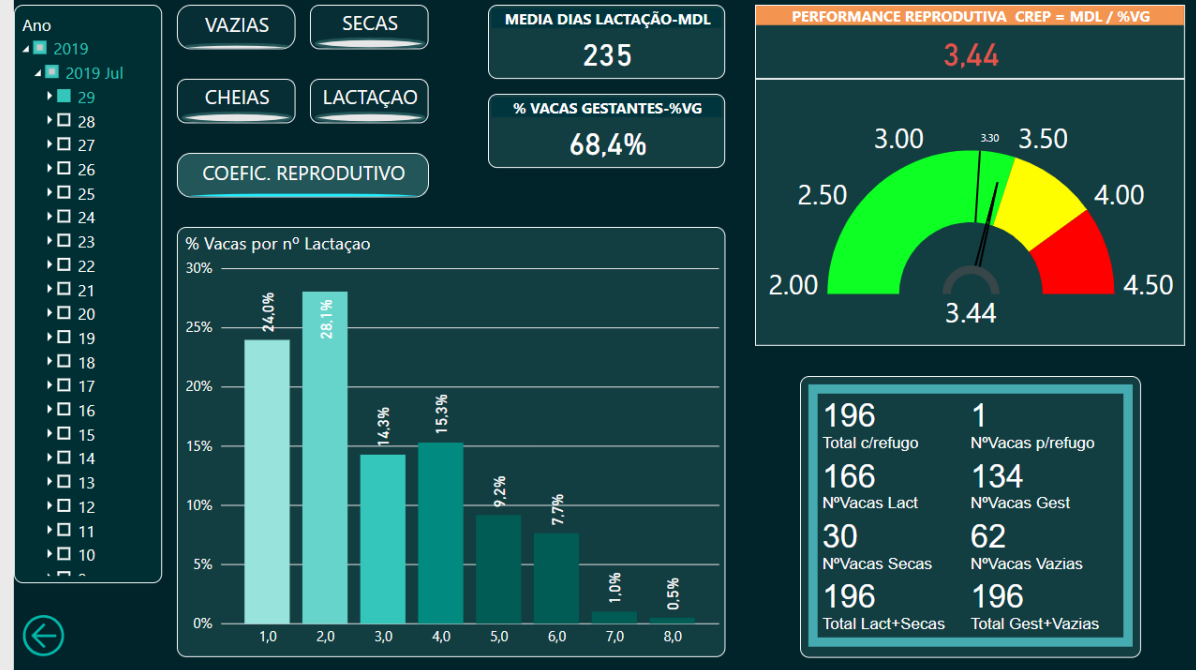 Ano
2019
2019 Jul
29
28
27
26
25
24
23
22
21
20
19
18
17
16
15
14
13
12
11
10
VAZIAS
SECAS
CHEIAS
LACTAÇAO
COEFIC. REPRODUTIVO
MEDIA DIAS LACTAÇÃO-MDL
235
% VACAS GESTANTES-%VG
68,4%
% Vacas por nº Lactaçao
30%
25%
20%
15%
10%
5%
0%
24,0%
28,1%
14,3%
15,3%
9,2%
7,7%
1,0%
0,5%
1,0 2,0 3,0 4,0 5,0 6,0 7,0 8,0
PERFORMANCE REPRODUTIVA CREP = MDL / %VG
3,44
3.00 3.30 3.50
2.50 4.00
2.00 4.50
3.44
196 1
Total c/refugo NºVacas p/refugo
166 134
NºVacas Lact NºVacas Gest
30 62
NºVacas Secas NºVacas Vazias
196 196
Total Lact+Secas Total Gest+Vazias